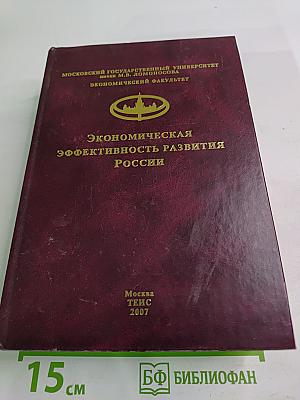 МОСКОВСКИЙ ГОСУДАРСТВЕННЫЙ УНИВЕРСИТЕТ
имени М.В. ЛОМОНОСОВА
ЭКОНОМИЧЕСКИЙ ФАКУЛЬТЕТ
ЭКОНОМИЧЕСКАЯ
ЭФФЕКТИВНОСТЬ РАЗВИТИЯ
РОССИИ
Москва
ТЕИС
2007
15 см
БФ БИБЛИОФАН